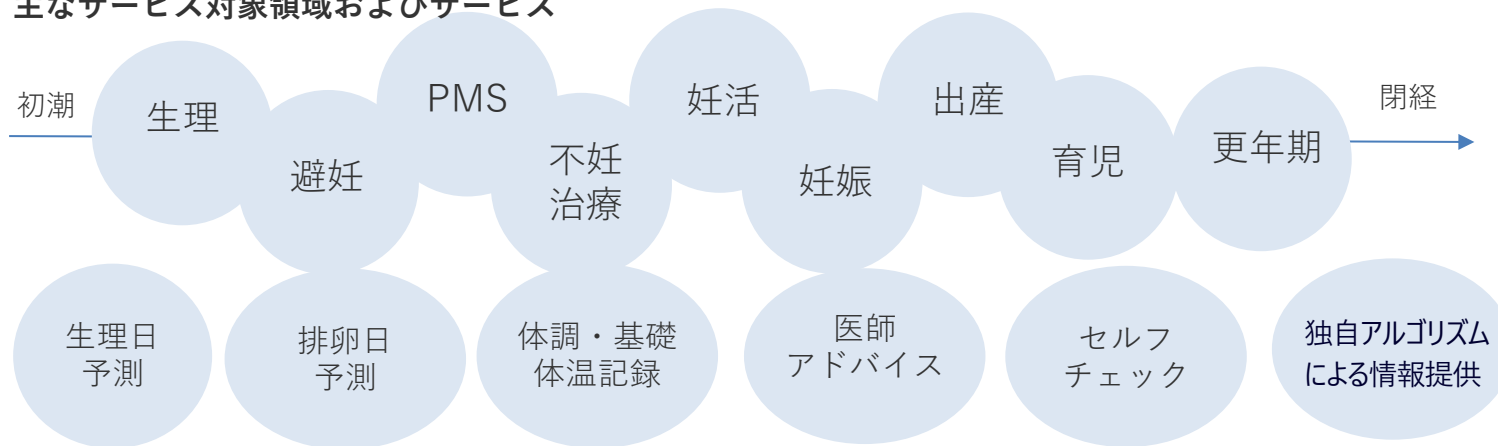 主なサービス対象領域およびサービス
初潮
生理
避妊
PMS
不妊
治療
妊活
妊娠
出産
育児
更年期
閉経
生理日
予測
排卵日
予測
体調・基礎
体温記録
医師
アドバイス
セルフ
チェック
独自アルゴリズム
による情報提供